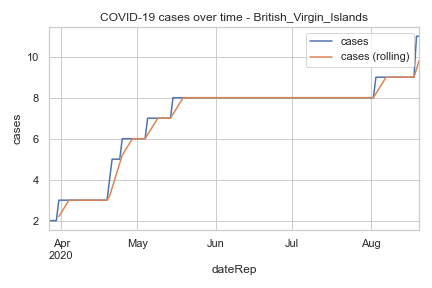 COVID-19 cases over time - British_Virgin_Islands
cases
cases (rolling)
10
8
6
4
2
cases
Apr
2020
May
Jun
Jul
Aug
dateRep